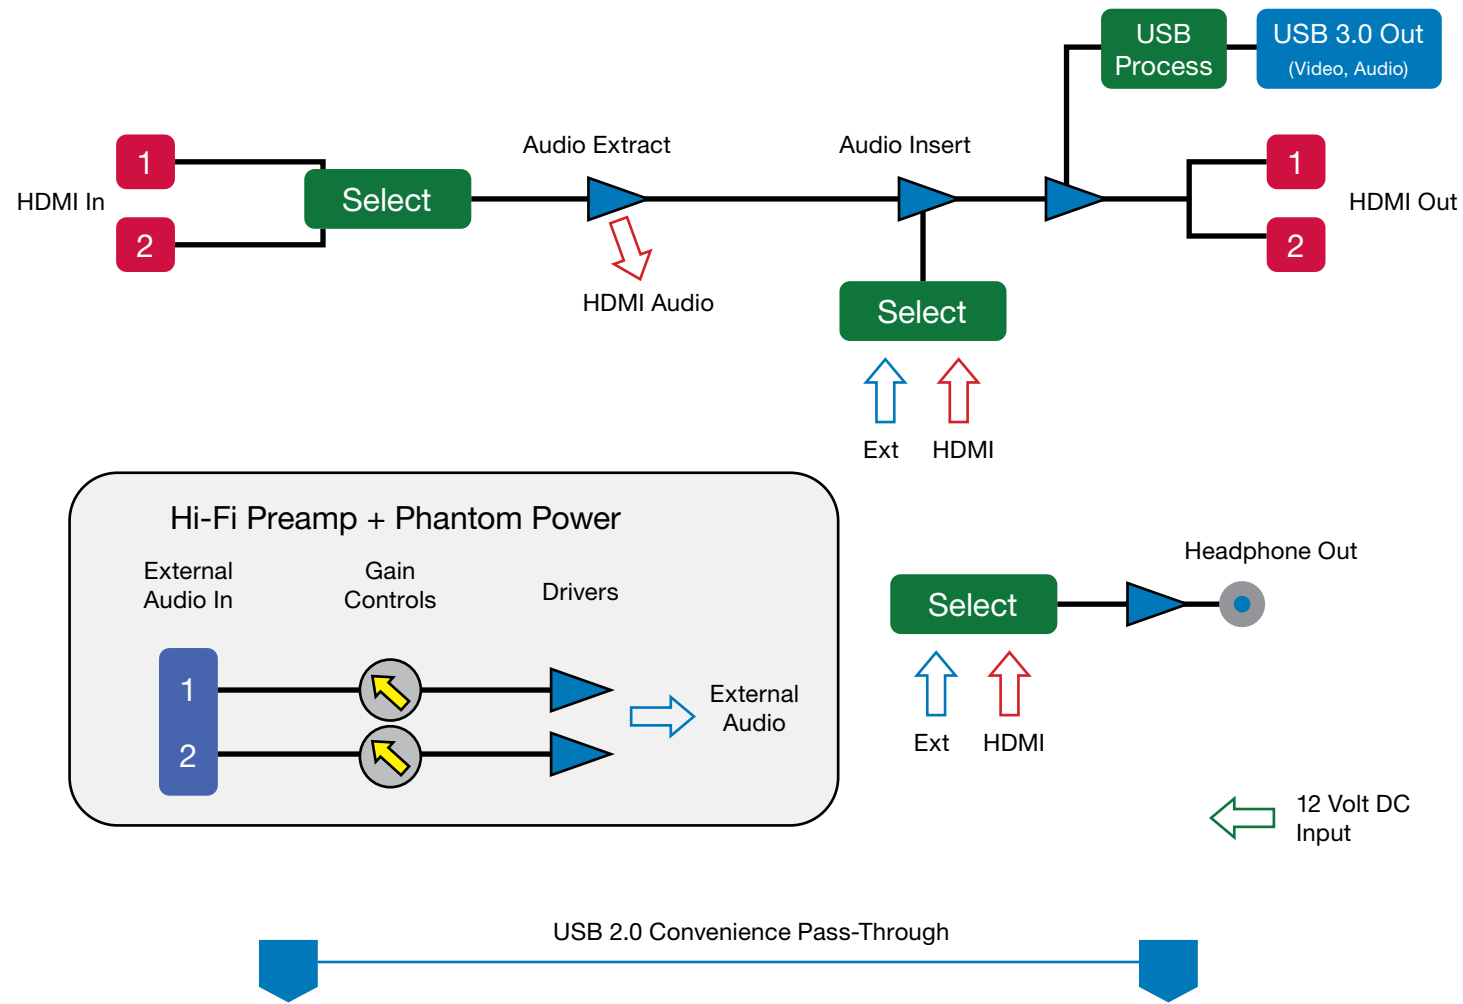 USB
Process
USB 3.0 Out
(Video, Audio)
Audio Extract
Audio Insert
1
1
HDMI In
Select
HDMI Out
2
2
HDMI Audio
Select
Ext
HDMI
Hi-Fi Preamp + Phantom Power
External
Audio In
Gain
Controls
Drivers
1
2
External
Audio
Headphone Out
Select
Ext
HDMI
12 Volt DC
Input
USB 2.0 Convenience Pass-Through